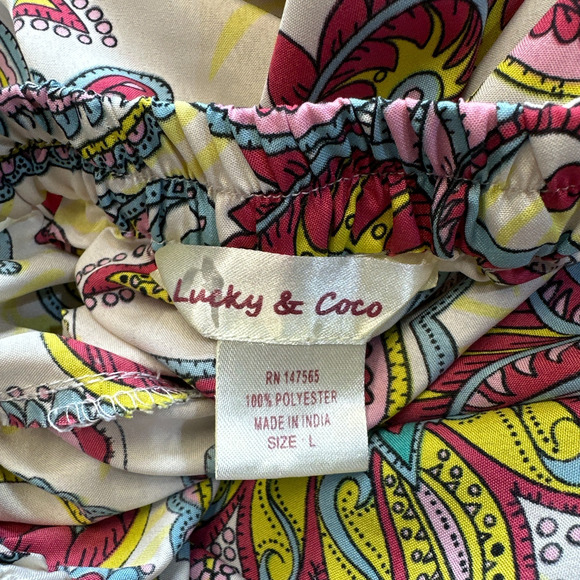 Lucky & Coco
RN 147565
100% POLYESTER
MADE IN INDIA
SIZE : L